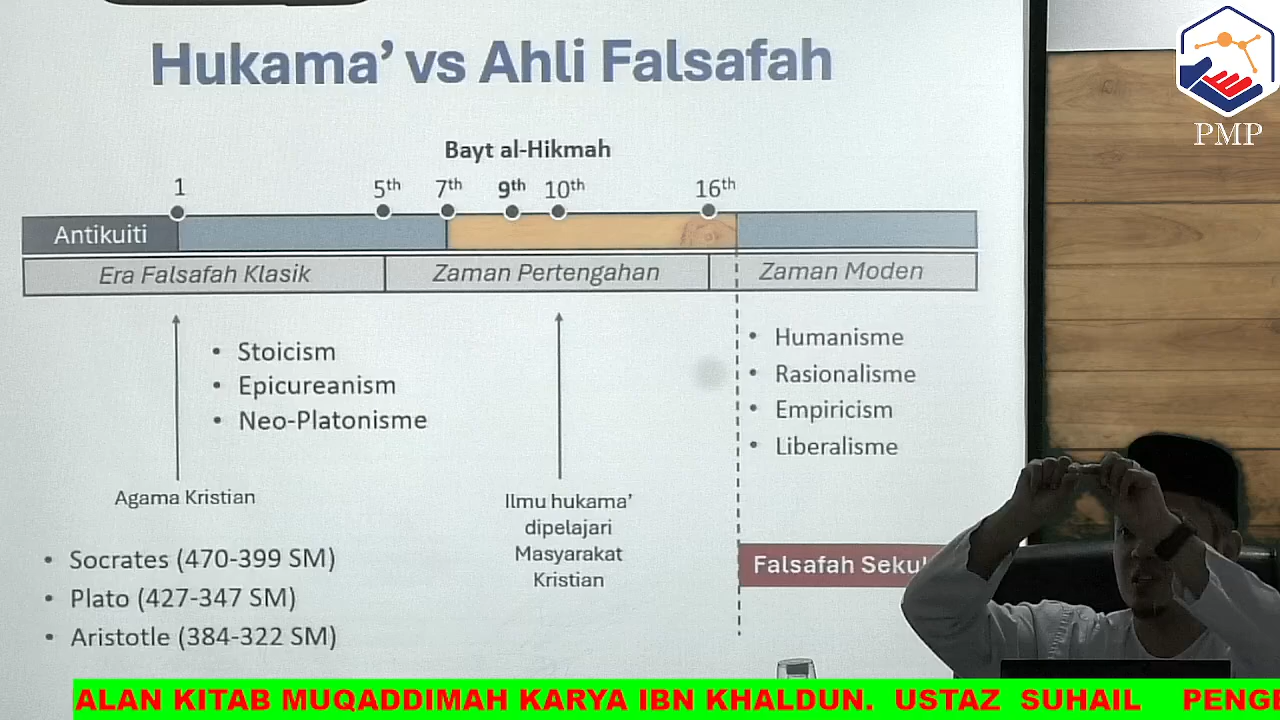 Hukama’ vs Ahli Falsafah
PMP
Bayt al-Hikmah
1 5th 7th 9th 10th 16th
Antikuiti
Era Falsafah Klasik Zaman Pertengahan Zaman Moden
• Stoicism
• Epicureanism
• Neo-Platonisme
• Humanisme
• Rasionalisme
• Empiricism
• Liberalisme
Agama Kristian
Ilmu hukama’
dipelajari
Masyarakat
Kristian
Falsafah
• Socrates (470-399 SM)
• Plato (427-347 SM)
• Aristotle (384-322 SM)
ALAN KITAB MUQADDIMAH KARYA IBN KHALDUN. USTAZ SUHAIL